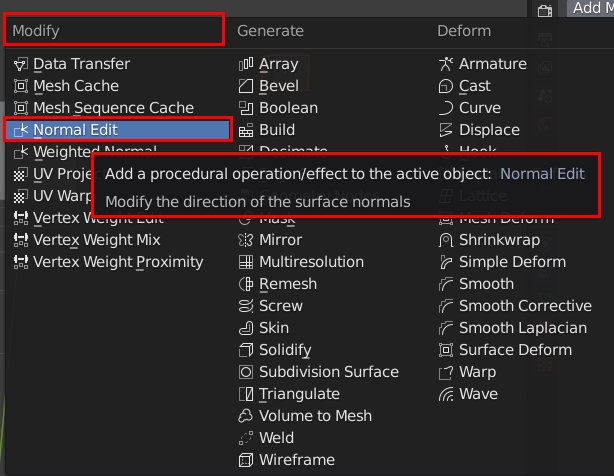 Add M
Modify
Data Transfer
Mesh Cache
Mesh Sequence Cache
Normal Edit
Weighted Normal
UV Proje
UV Warp
Vertex Weight Edit
Vertex Weight Mix
Vertex Weight Proximity
Generate
Array
Bevel
Boolean
Build
Decimate
Geometry Nodes
Mask
Mirror
Multiresolution
Remesh
Screw
Skin
Solidify
Subdivision Surface
Triangulate
Volume to Mesh
Weld
Wireframe
Deform
Armature
Cast
Curve
Displace
Hook
Lattice
Mesh Deform
Shrinkwrap
Simple Deform
Smooth
Smooth Corrective
Smooth Laplacian
Surface Deform
Warp
Wave
Add a procedural operation/effect to the active object: Normal Edit
Modify the direction of the surface normals